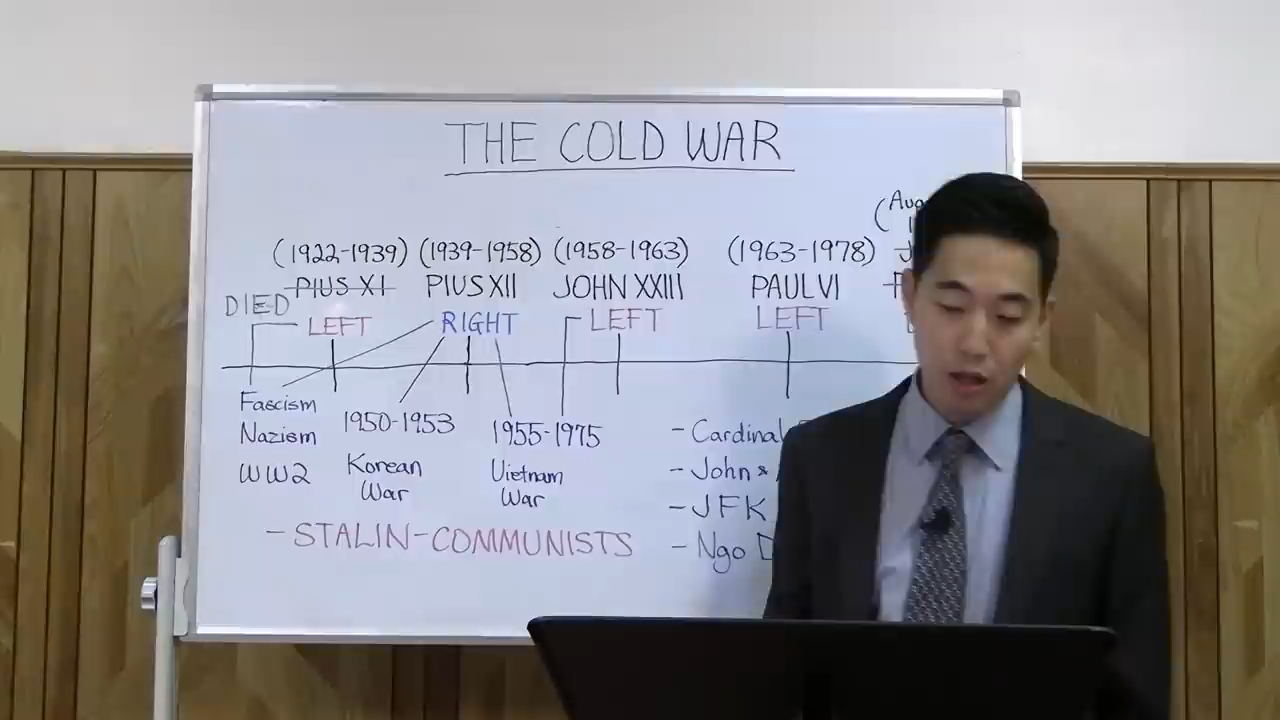 THE COLD WAR
(Aug
(1922-1939) (1939-1958) (1958-1963) (1963-1978)
PIUS XI PIUS XII JOHN XXIII PAUL VI
DIED
LEFT RIGHT LEFT LEFT
Fascism
Nazism
WW2
1950-1953
Korean
War
1955-1975
Vietnam
War
- STALIN-COMMUNISTS
- Cardinal
- John &
- JFK
- Ngo